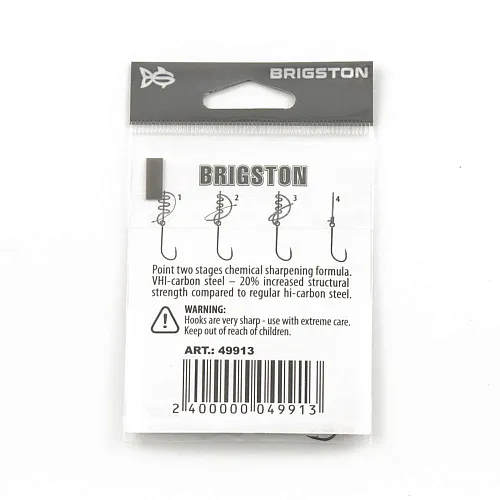 BRIGSTON
BRIGSTON
1 2 3 4
Point two stages chemical sharpening formula.
VHI-carbon steel – 20% increased structural
strength compared to regular hi-carbon steel.
WARNING:
Hooks are very sharp - use with extreme care.
Keep out of reach of children.
ART.: 49913
2 400000 049913